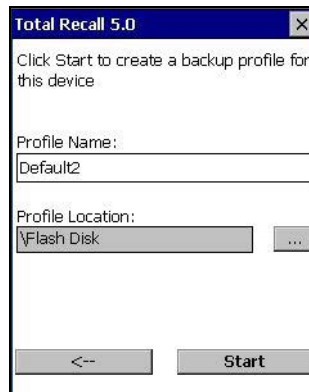 Total Recall 5.0
Click Start to create a backup profile for
this device
Profile Name:
Default2
Profile Location:
\Flash Disk
...
<-- Start